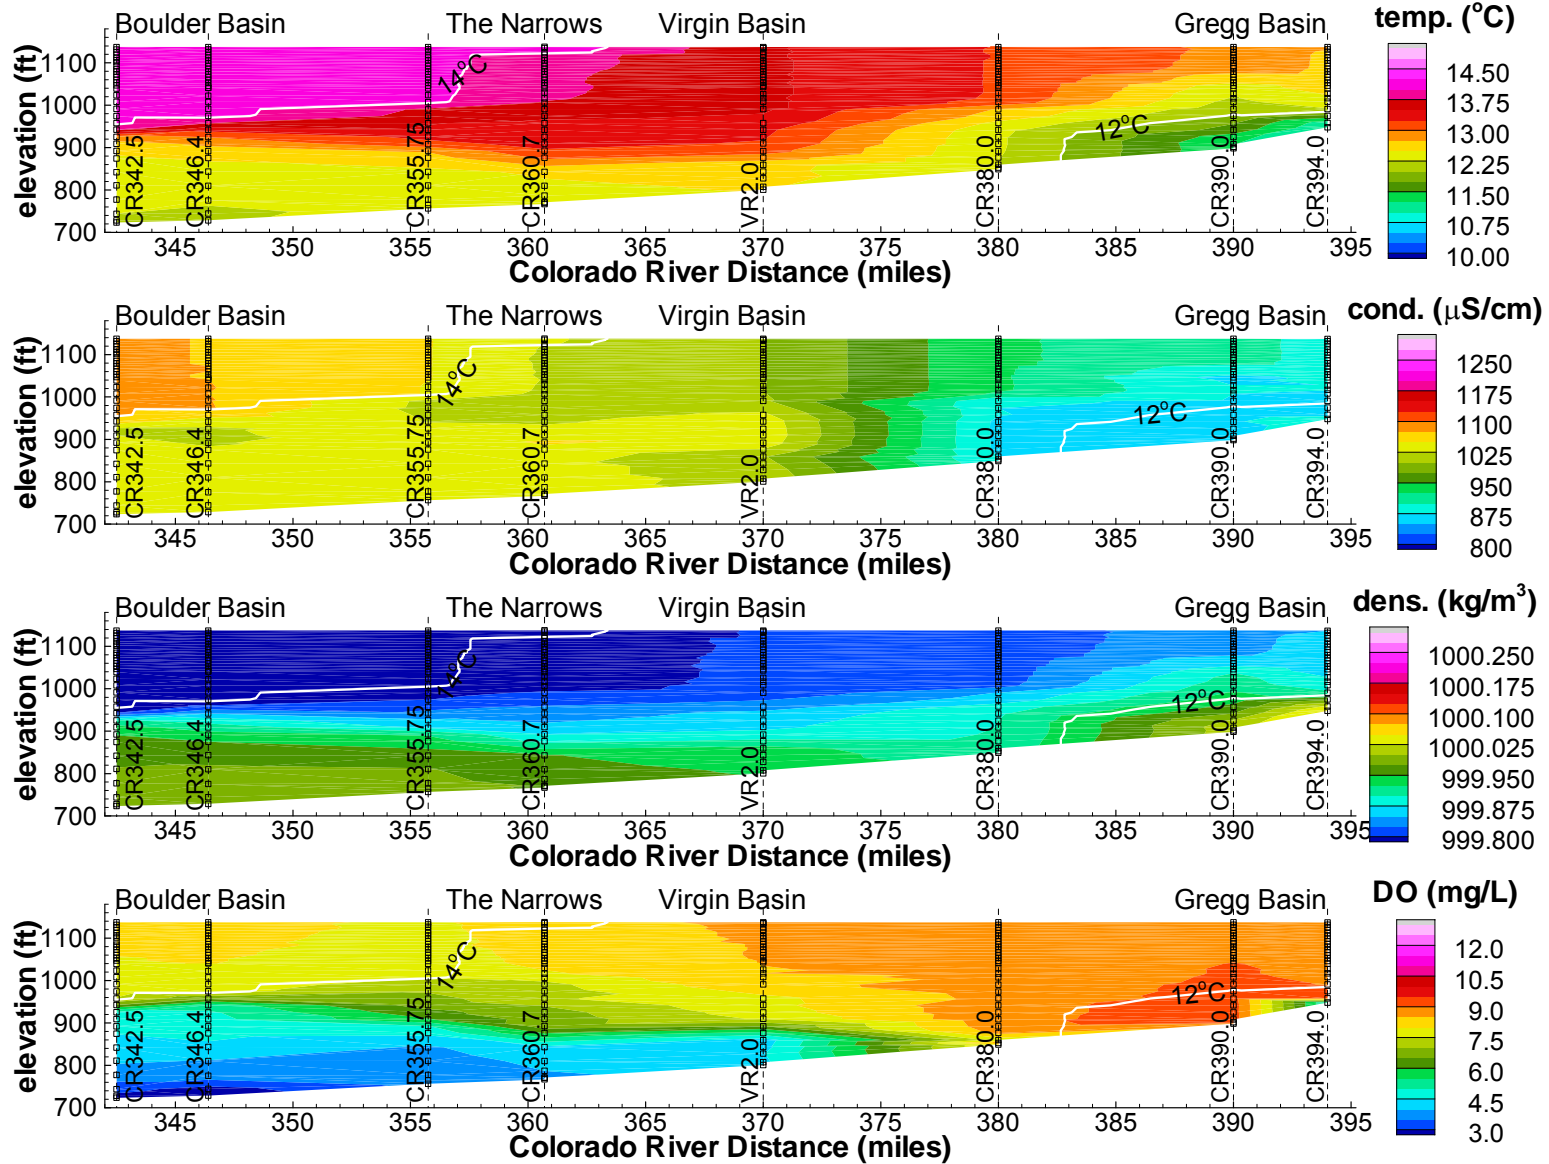 Boulder Basin The Narrows Virgin Basin Gregg Basin temp. (°C)
elevation (ft)
1100
1000
900
800
700
14°C
12°C
CR342.5 CR346.4 CR355.75 CR360.7 VR2.0 CR380.0 CR390.0 CR394.0
345 350 355 360 365 370 375 380 385 390 395
Colorado River Distance (miles)
14.50
13.75
13.00
12.25
11.50
10.75
10.00
Boulder Basin The Narrows Virgin Basin Gregg Basin cond. (μS/cm)
elevation (ft)
1100
1000
900
800
700
14°C
12°C
CR342.5 CR346.4 CR355.75 CR360.7 VR2.0 CR380.0 CR390.0 CR394.0
345 350 355 360 365 370 375 380 385 390 395
Colorado River Distance (miles)
1250
1175
1100
1025
950
875
800
Boulder Basin The Narrows Virgin Basin Gregg Basin dens. (kg/m³)
elevation (ft)
1100
1000
900
800
700
14°C
12°C
CR342.5 CR346.4 CR355.75 CR360.7 VR2.0 CR380.0 CR390.0 CR394.0
345 350 355 360 365 370 375 380 385 390 395
Colorado River Distance (miles)
1000.250
1000.175
1000.100
1000.025
999.950
999.875
999.800
Boulder Basin The Narrows Virgin Basin Gregg Basin DO (mg/L)
elevation (ft)
1100
1000
900
800
700
14°C
12°C
CR342.5 CR346.4 CR355.75 CR360.7 VR2.0 CR380.0 CR390.0 CR394.0
345 350 355 360 365 370 375 380 385 390 395
Colorado River Distance (miles)
12.0
10.5
9.0
7.5
6.0
4.5
3.0